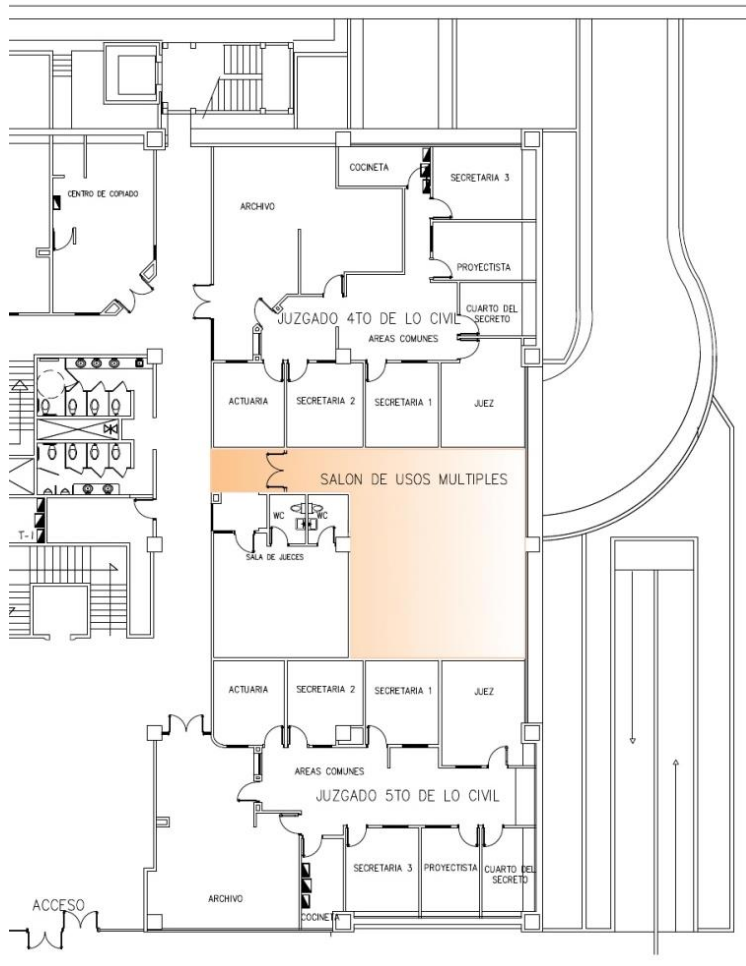 COCINETA
SECRETARIA 3
CENTRO DE COPIADO
ARCHIVO
PROYECTISTA
CUARTO DEL
SECRETO
JUZGADO 4TO DE LO CIVIL
AREAS COMUNES
ACTUARIA
SECRETARIA 2
SECRETARIA 1
JUEZ
SALON DE USOS MULTIPLES
WC
WC
T-1
SALA DE JUECES
ACTUARIA
SECRETARIA 2
SECRETARIA 1
JUEZ
AREAS COMUNES
JUZGADO 5TO DE LO CIVIL
SECRETARIA 3
PROYECTISTA
CUARTO DEL
SECRETO
ARCHIVO
ACCESO
COCINETA